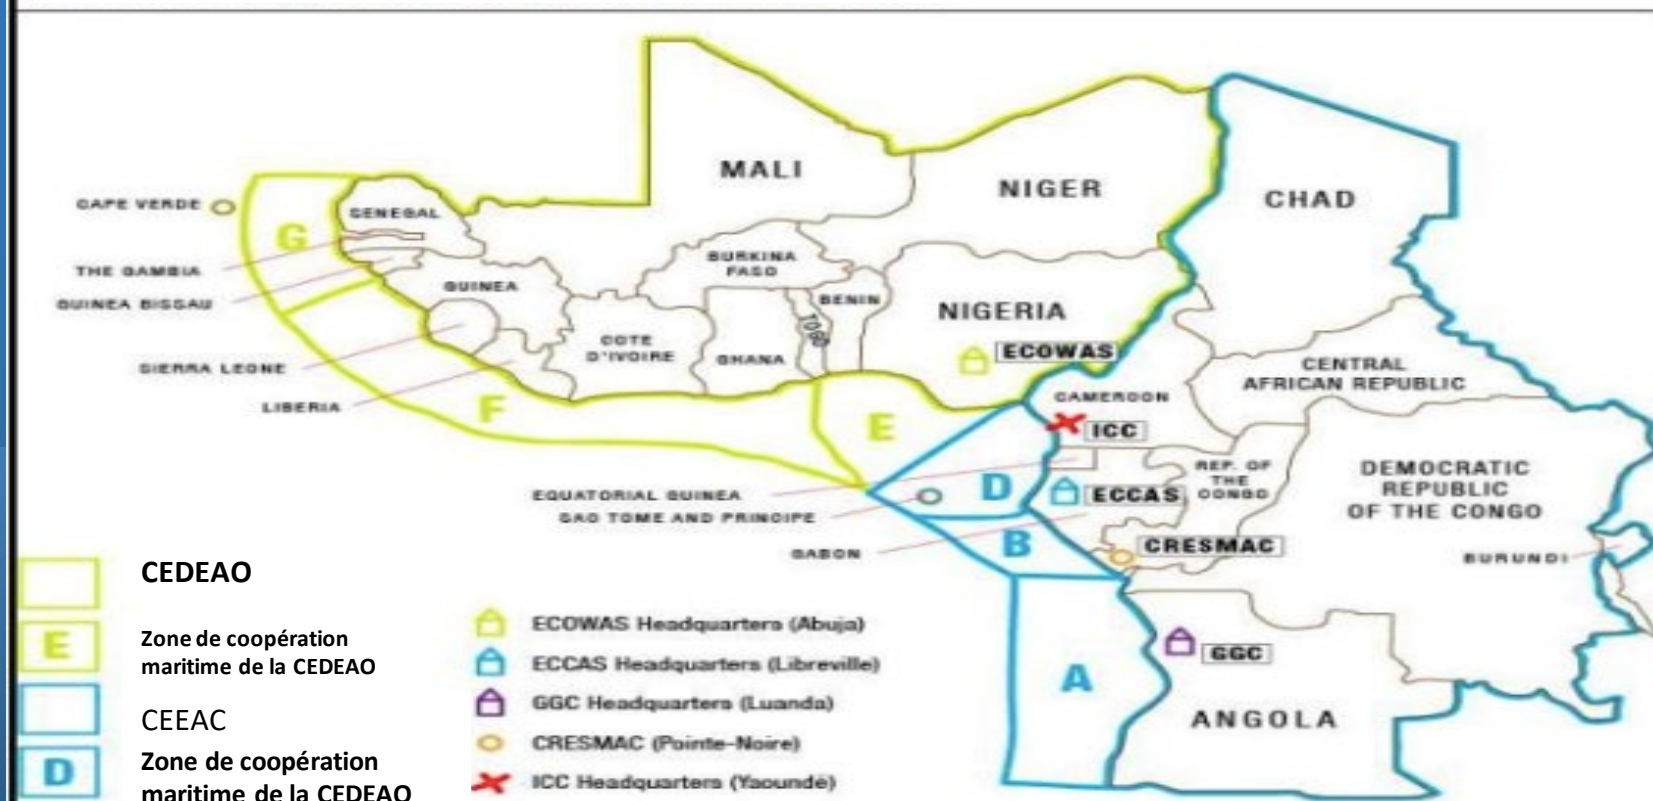 MALI
NIGER
CHAD
CAPE VERDE
SENEGAL
G
THE GAMBIA
GUINEA BISSAU
GUINEA
BURKINA
FASO
BENIN
NIGERIA
TOGO
COTE
D'IVOIRE
GHANA
ECOWAS
SIERRA LEONE
LIBERIA
CENTRAL
AFRICAN REPUBLIC
CAMEROON
F
E
ICC
REP. OF
THE
CONGO
DEMOCRATIC
REPUBLIC
OF THE CONGO
EQUATORIAL GUINEA
D
ECCAS
SAO TOME AND PRINCIPE
GABON
B
CRESMAC
BURUNDI
A
GGC
ANGOLA
CEDEAO
E
Zone de coopération
maritime de la CEDEAO
CEEAC
D
Zone de coopération
maritime de la CEDEAO
ECOWAS Headquarters (Abuja)
ECCAS Headquarters (Libreville)
GGC Headquarters (Luanda)
CRESMAC (Pointe-Noire)
ICC Headquarters (Yaoundé)